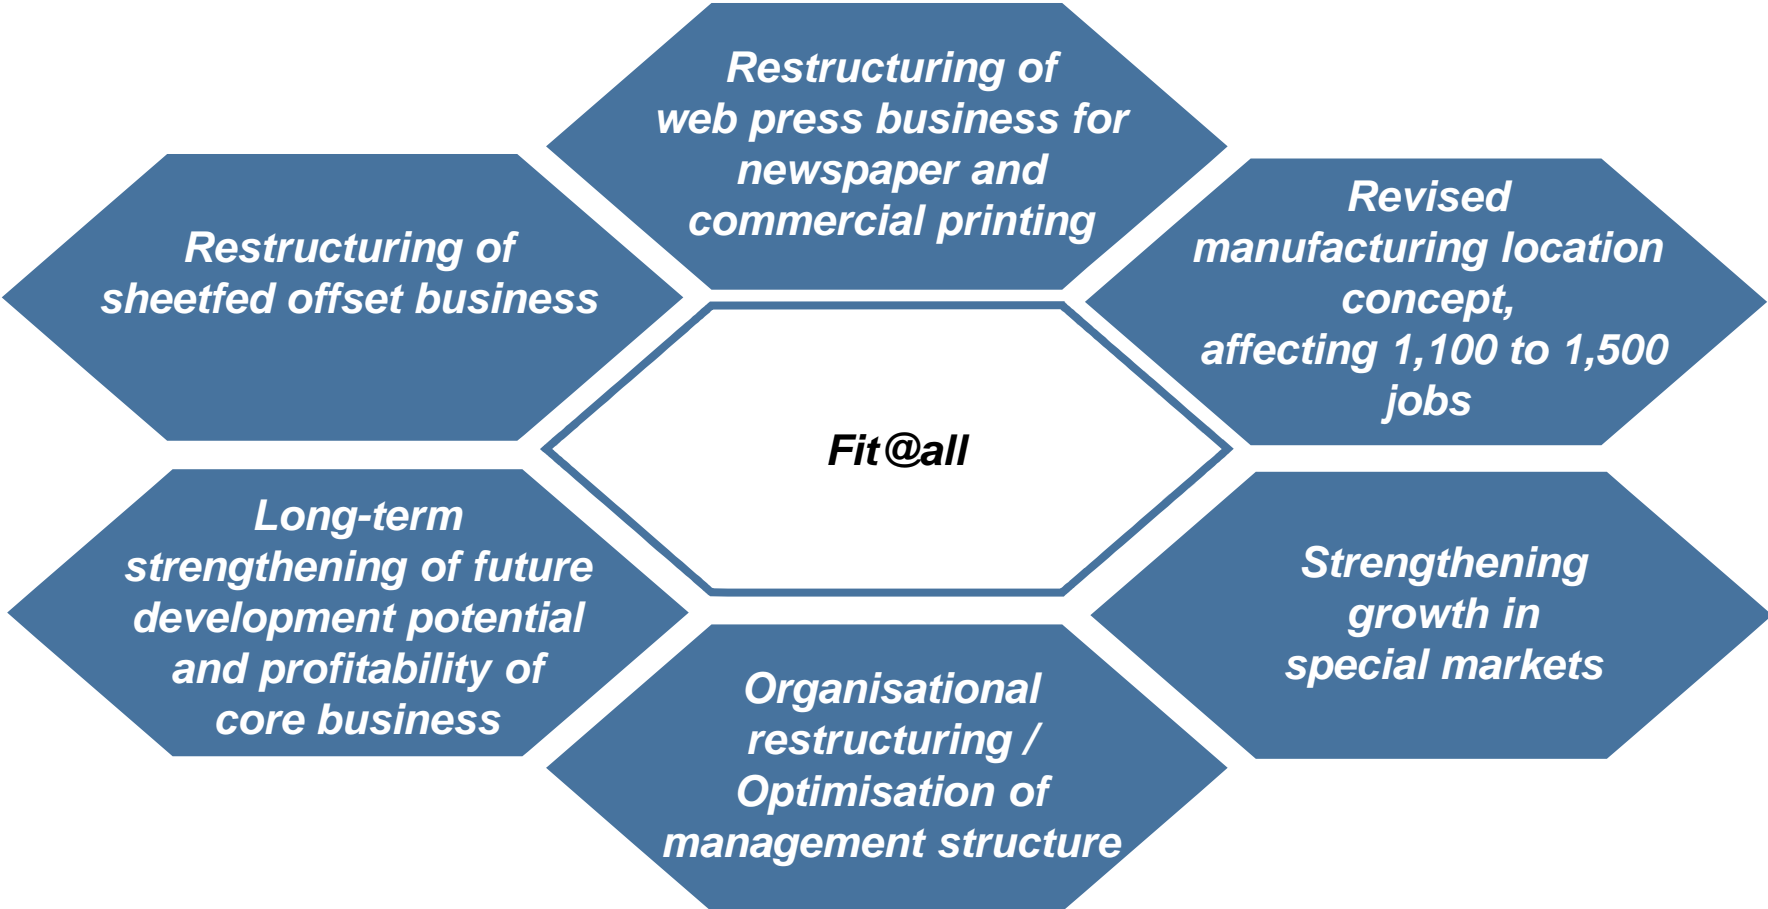 Restructuring of
web press business for
newspaper and
commercial printing
Restructuring of
sheetfed offset business
Revised
manufacturing location
concept,
affecting 1,100 to 1,500
jobs
Fit@all
Long-term
strengthening of future
development potential
and profitability of
core business
Strengthening
growth in
special markets
Organisational
restructuring /
Optimisation of
management structure